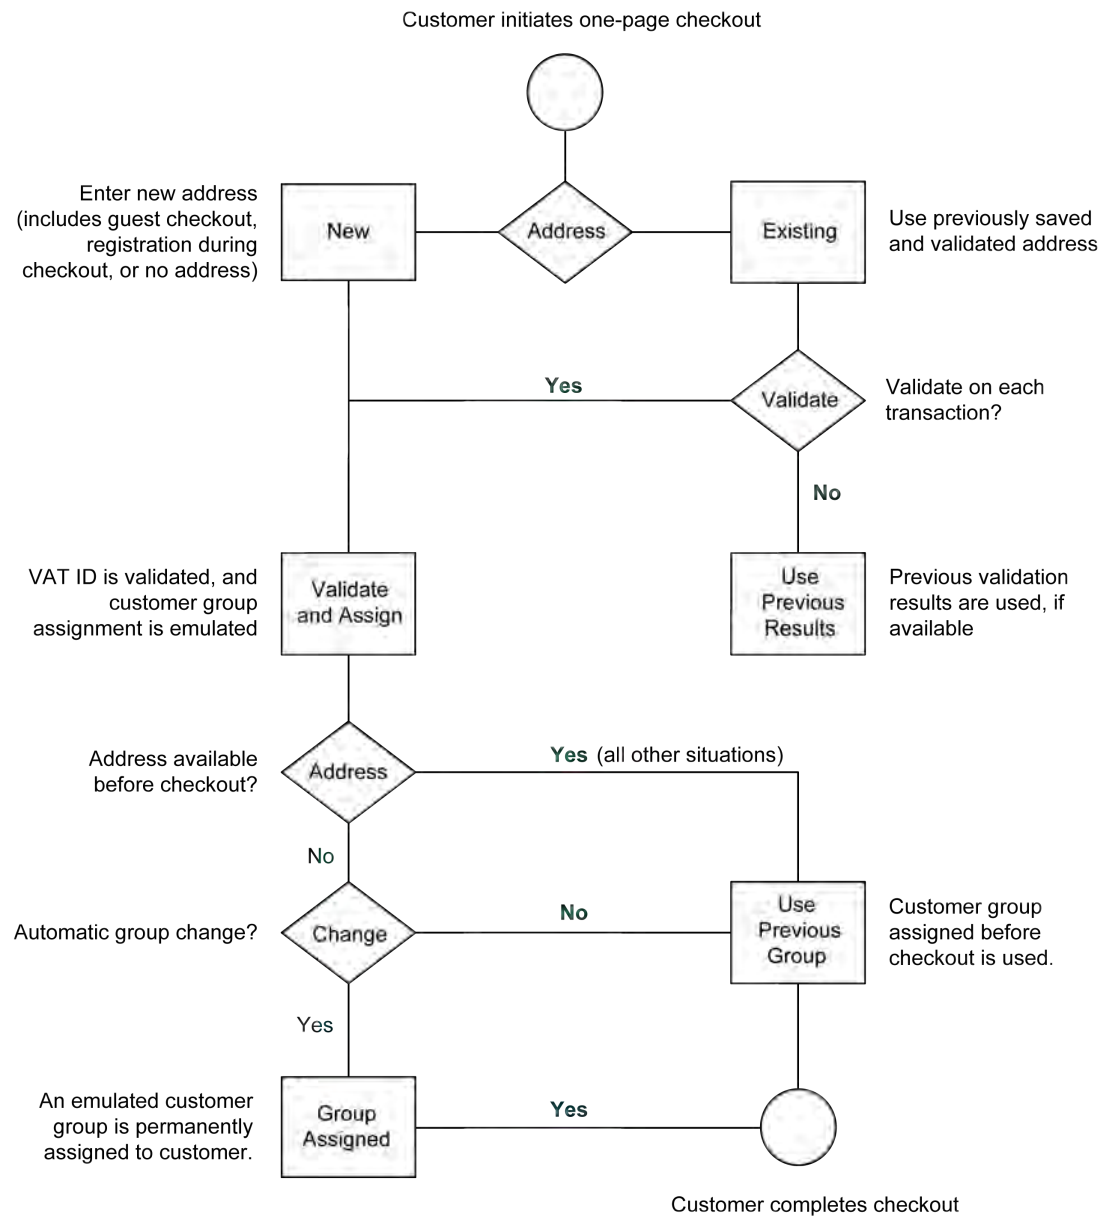 Customer initiates one-page checkout
Enter new address
(includes guest checkout,
registration during
checkout, or no address)
New
Address
Existing
Use previously saved
and validated address
Yes
Validate
Validate on each
transaction?
No
VAT ID is validated, and
customer group
assignment is emulated
Validate
and Assign
Use
Previous
Results
Previous validation
results are used, if
available
Address available
before checkout?
Address
Yes (all other situations)
No
Automatic group change?
Change
No
Use
Previous
Group
Customer group
assigned before
checkout is used.
Yes
An emulated customer
group is permanently
assigned to customer.
Group
Assigned
Yes
Customer completes checkout